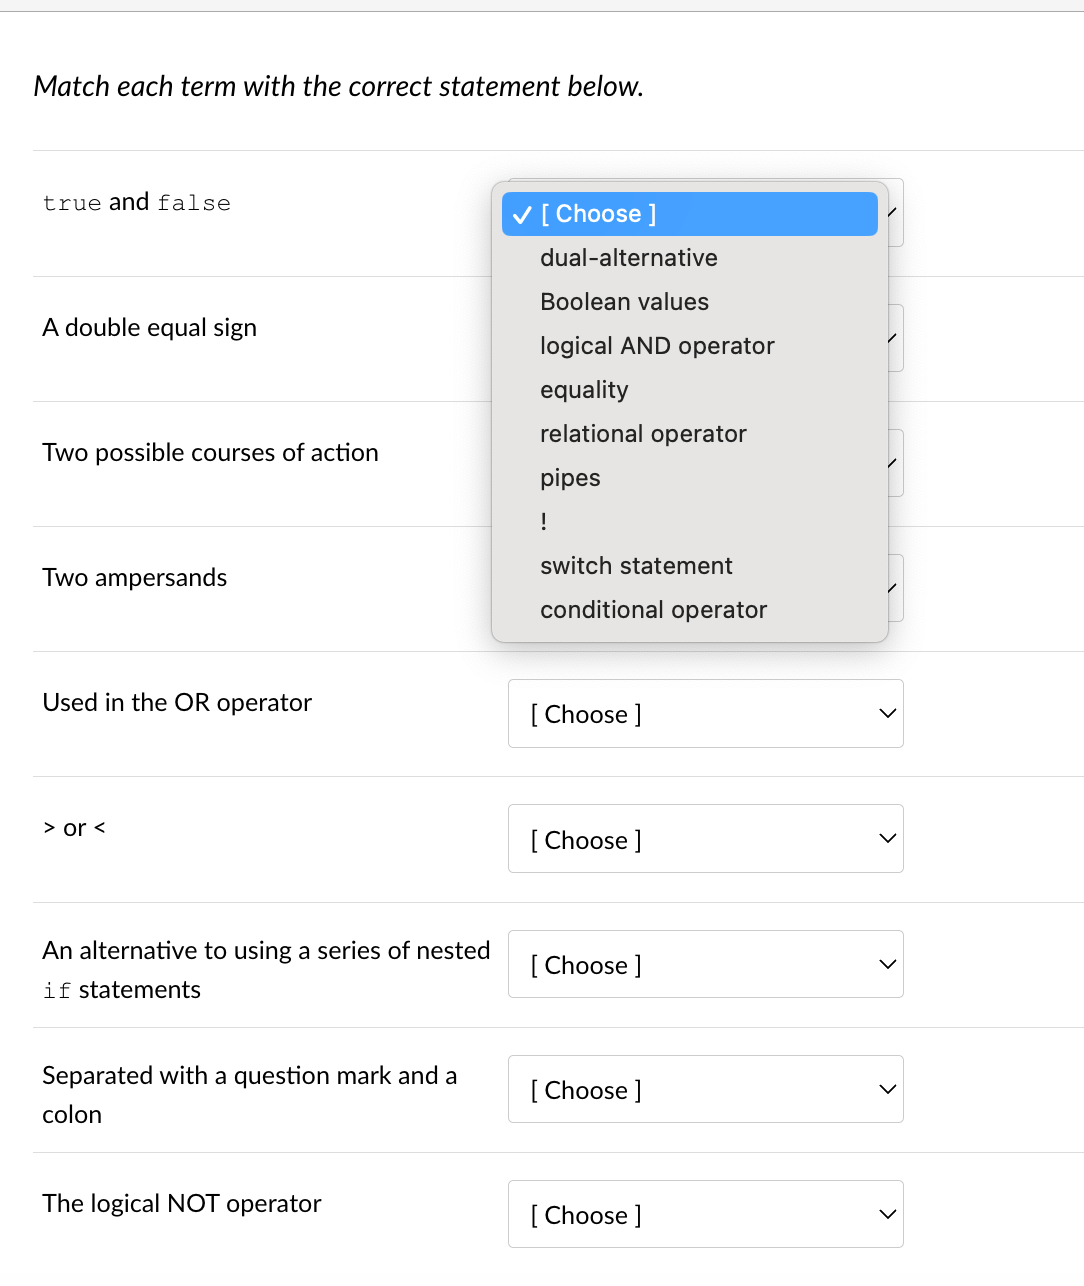 Match each term with the correct statement below.
true and false
✓ [ Choose ]
dual-alternative
Boolean values
logical AND operator
equality
relational operator
pipes
!
switch statement
conditional operator
A double equal sign
Two possible courses of action
Two ampersands
Used in the OR operator
[ Choose ]
> or <
[ Choose ]
An alternative to using a series of nested
if statements
[ Choose ]
Separated with a question mark and a
colon
[ Choose ]
The logical NOT operator
[ Choose ]